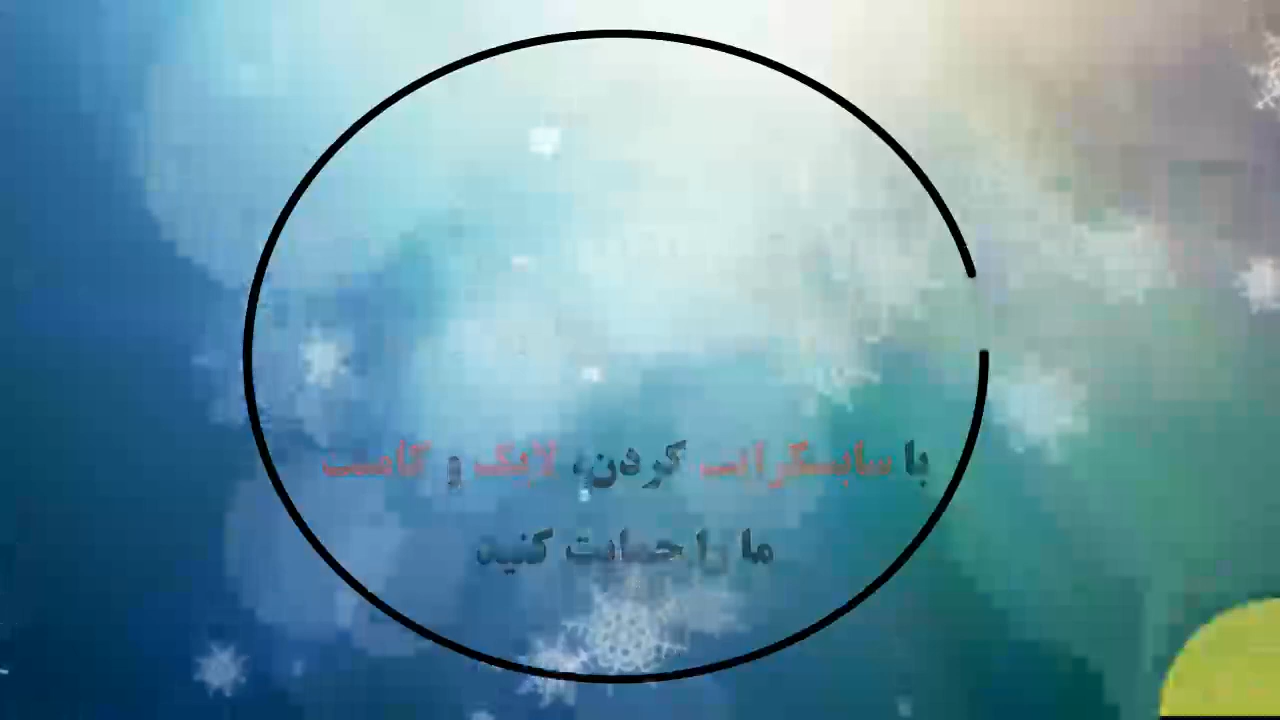 با سابسکرایب کردن، لایک و کامنت
ما را حمایت کنید